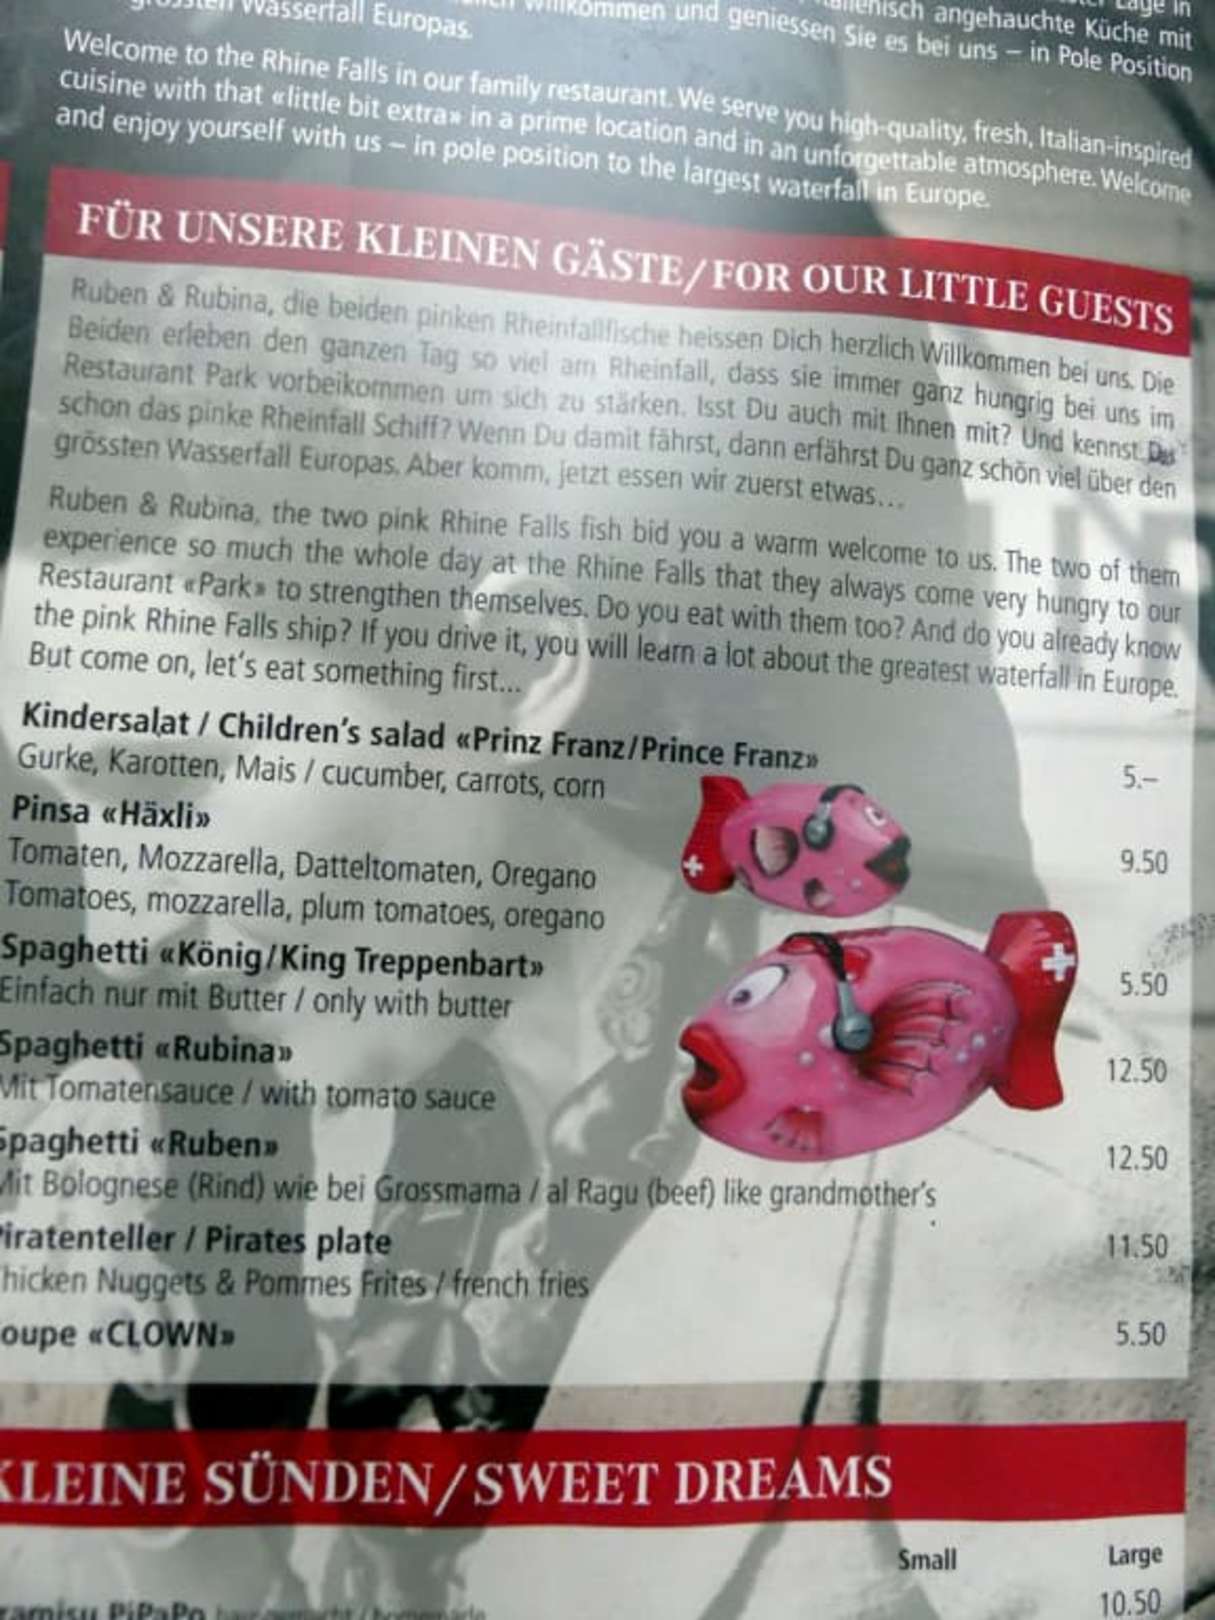 Wasserfall Europas.
willkommen und geniessen Sie es bei uns – in Pole Position
angehauchte Küche mit
Lage in
Welcome to the Rhine Falls in our family restaurant. We serve you high-quality, fresh, Italian-inspired
cuisine with that «little bit extra» in a prime location and in an unforgettable atmosphere. Welcome
and enjoy yourself with us – in pole position to the largest waterfall in Europe.
FÜR UNSERE KLEINEN GÄSTE/FOR OUR LITTLE GUESTS
Ruben & Rubina, die beiden pinken Rheinfallfische heissen Dich herzlich Willkommen bei uns. Die
Beiden erleben den ganzen Tag so viel am Rheinfall, dass sie immer ganz hungrig bei uns im
Restaurant Park vorbeikommen um sich zu stärken. Isst Du auch mit Ihnen mit? Und kennst Du
schon das pinke Rheinfall Schiff? Wenn Du damit fährst, dann erfährst Du ganz schön viel über den
grössten Wasserfall Europas. Aber komm, jetzt essen wir zuerst etwas...
Ruben & Rubina, the two pink Rhine Falls fish bid you a warm welcome to us. The two of them
experience so much the whole day at the Rhine Falls that they always come very hungry to our
Restaurant «Park» to strengthen themselves. Do you eat with them too? And do you already know
the pink Rhine Falls ship? If you drive it, you will learn a lot about the greatest waterfall in Europe.
But come on, let's eat something first...
Kindersalat / Children's salad «Prinz Franz/Prince Franz»
Gurke, Karotten, Mais / cucumber, carrots, corn 5.–
Pinsa «Häxli»
Tomaten, Mozzarella, Datteltomaten, Oregano 9.50
Tomatoes, mozzarella, plum tomatoes, oregano
Spaghetti «König/King Treppenbart»
Einfach nur mit Butter / only with butter 5.50
Spaghetti «Rubina»
Mit Tomatensauce / with tomato sauce 12.50
Spaghetti «Ruben»
Mit Bolognese (Rind) wie bei Grossmama / al Ragu (beef) like grandmother's 12.50
Piratenteller / Pirates plate 11.50
hicken Nuggets & Pommes Frites / french fries
oupe «CLOWN» 5.50
KLEINE SÜNDEN/SWEET DREAMS
Small Large
ramisu PiPaPo 10.50